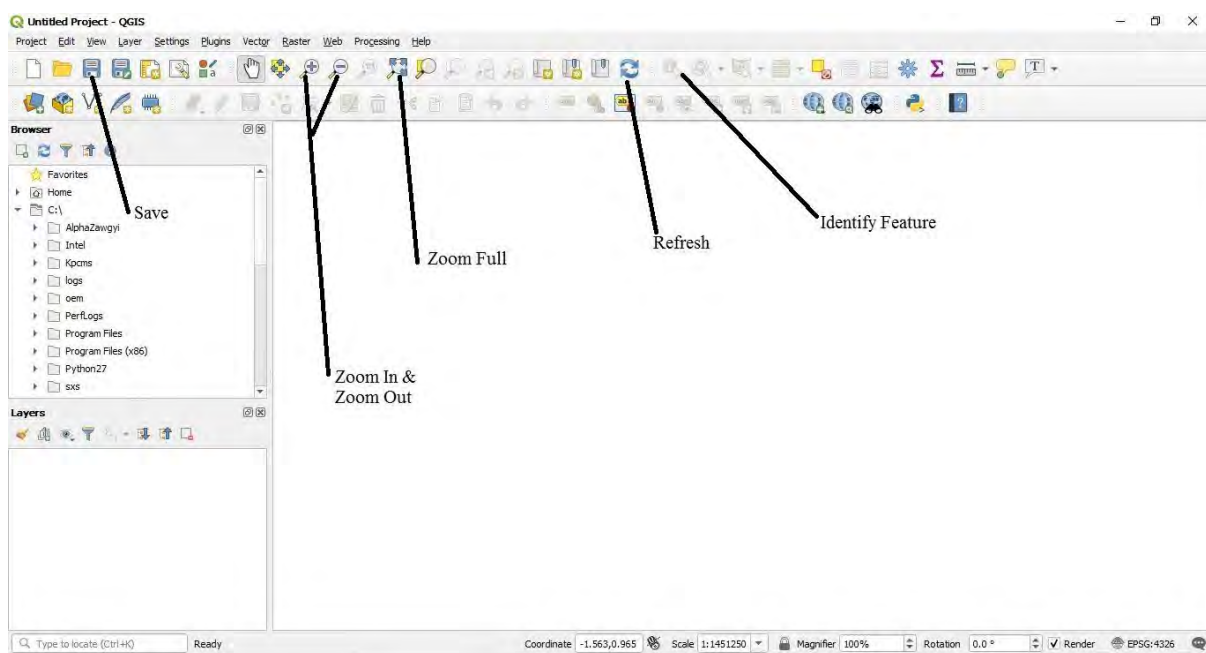 Untitled Project - QGIS
Project Edit View Layer Settings Plugins Vector Raster Web Processing Help
Browser
Favorites
Home
C:\
AlphaZawgyi
Intel
Kpcms
logs
oem
PerfLogs
Program Files
Program Files (x86)
Python27
sxs
Save
Zoom Full
Refresh
Identify Feature
Zoom In &
Zoom Out
Layers
Type to locate (Ctrl+K) Ready Coordinate -1.563,0.965 Scale 1:1451250 Magnifier 100% Rotation 0.0 ° Render EPSG:4326